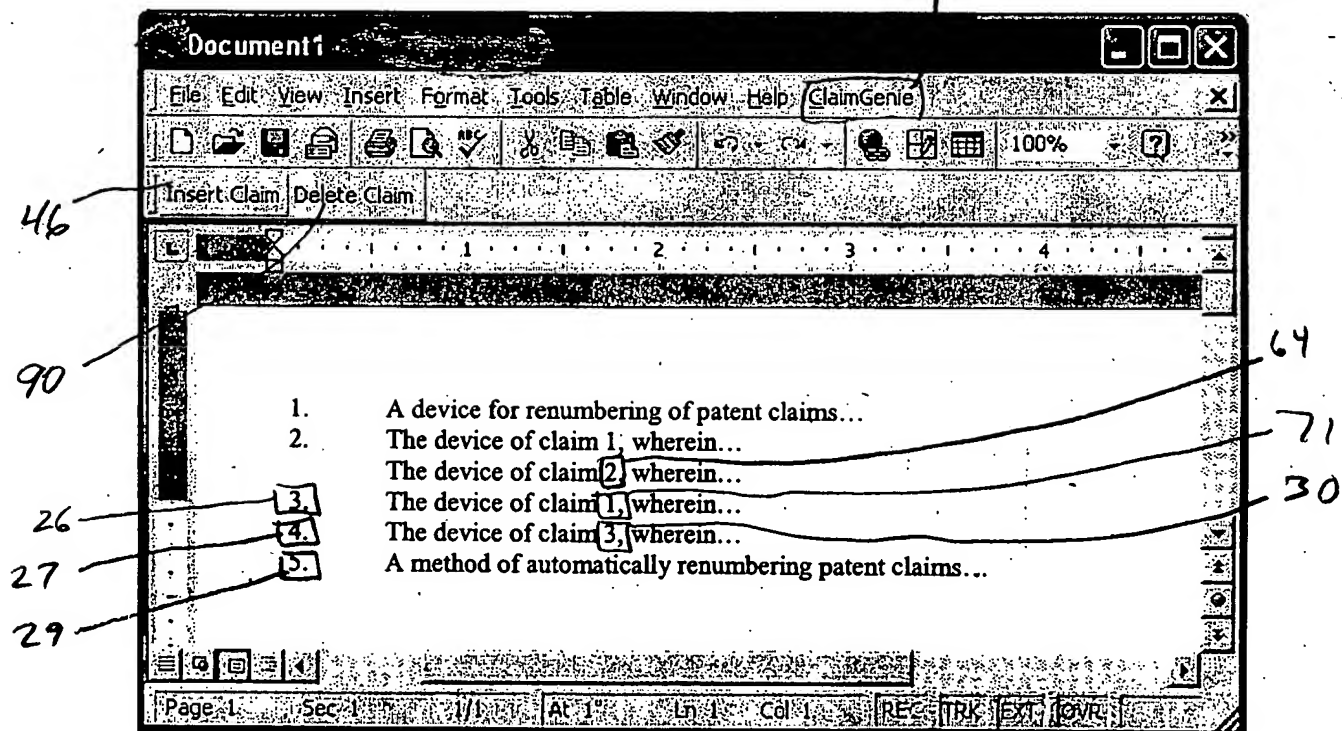 Document1
File Edit View Insert Format Tools Table Window Help ClaimGenie
ABC 100%
46 Insert Claim Delete Claim
1 2 3 4
90
64
1. A device for renumbering of patent claims...
2. The device of claim 1, wherein...
71
The device of claim 2, wherein...
30
26 3. The device of claim 1, wherein...
27 4. The device of claim 3, wherein...
29 5. A method of automatically renumbering patent claims...
Page 1 Sec 1 1/1 At 1" Ln 1 Col 1 REC TRK EXT OVR